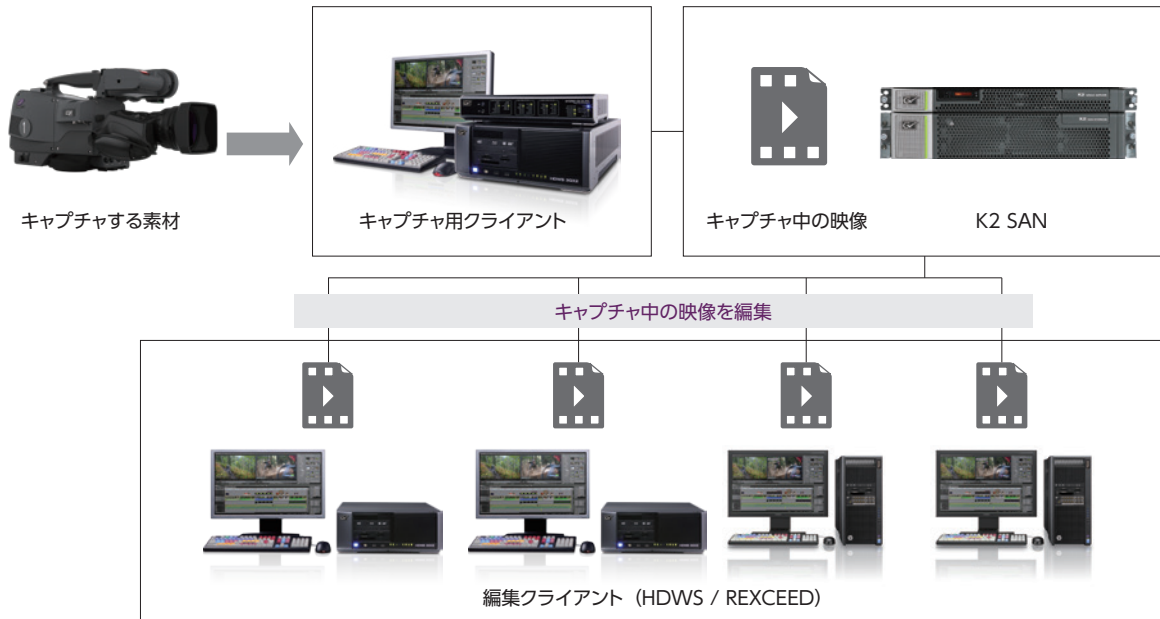 キャプチャする素材
キャプチャ用クライアント
キャプチャ中の映像
K2 SAN
キャプチャ中の映像を編集
編集クライアント（HDWS / REXCEED）